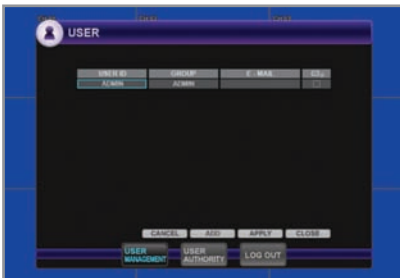 USER
USER ID GROUP E-MAIL
ADMIN ADMIN
CANCEL ADD APPLY CLOSE
USER MANAGEMENT USER AUTHORITY LOG OUT